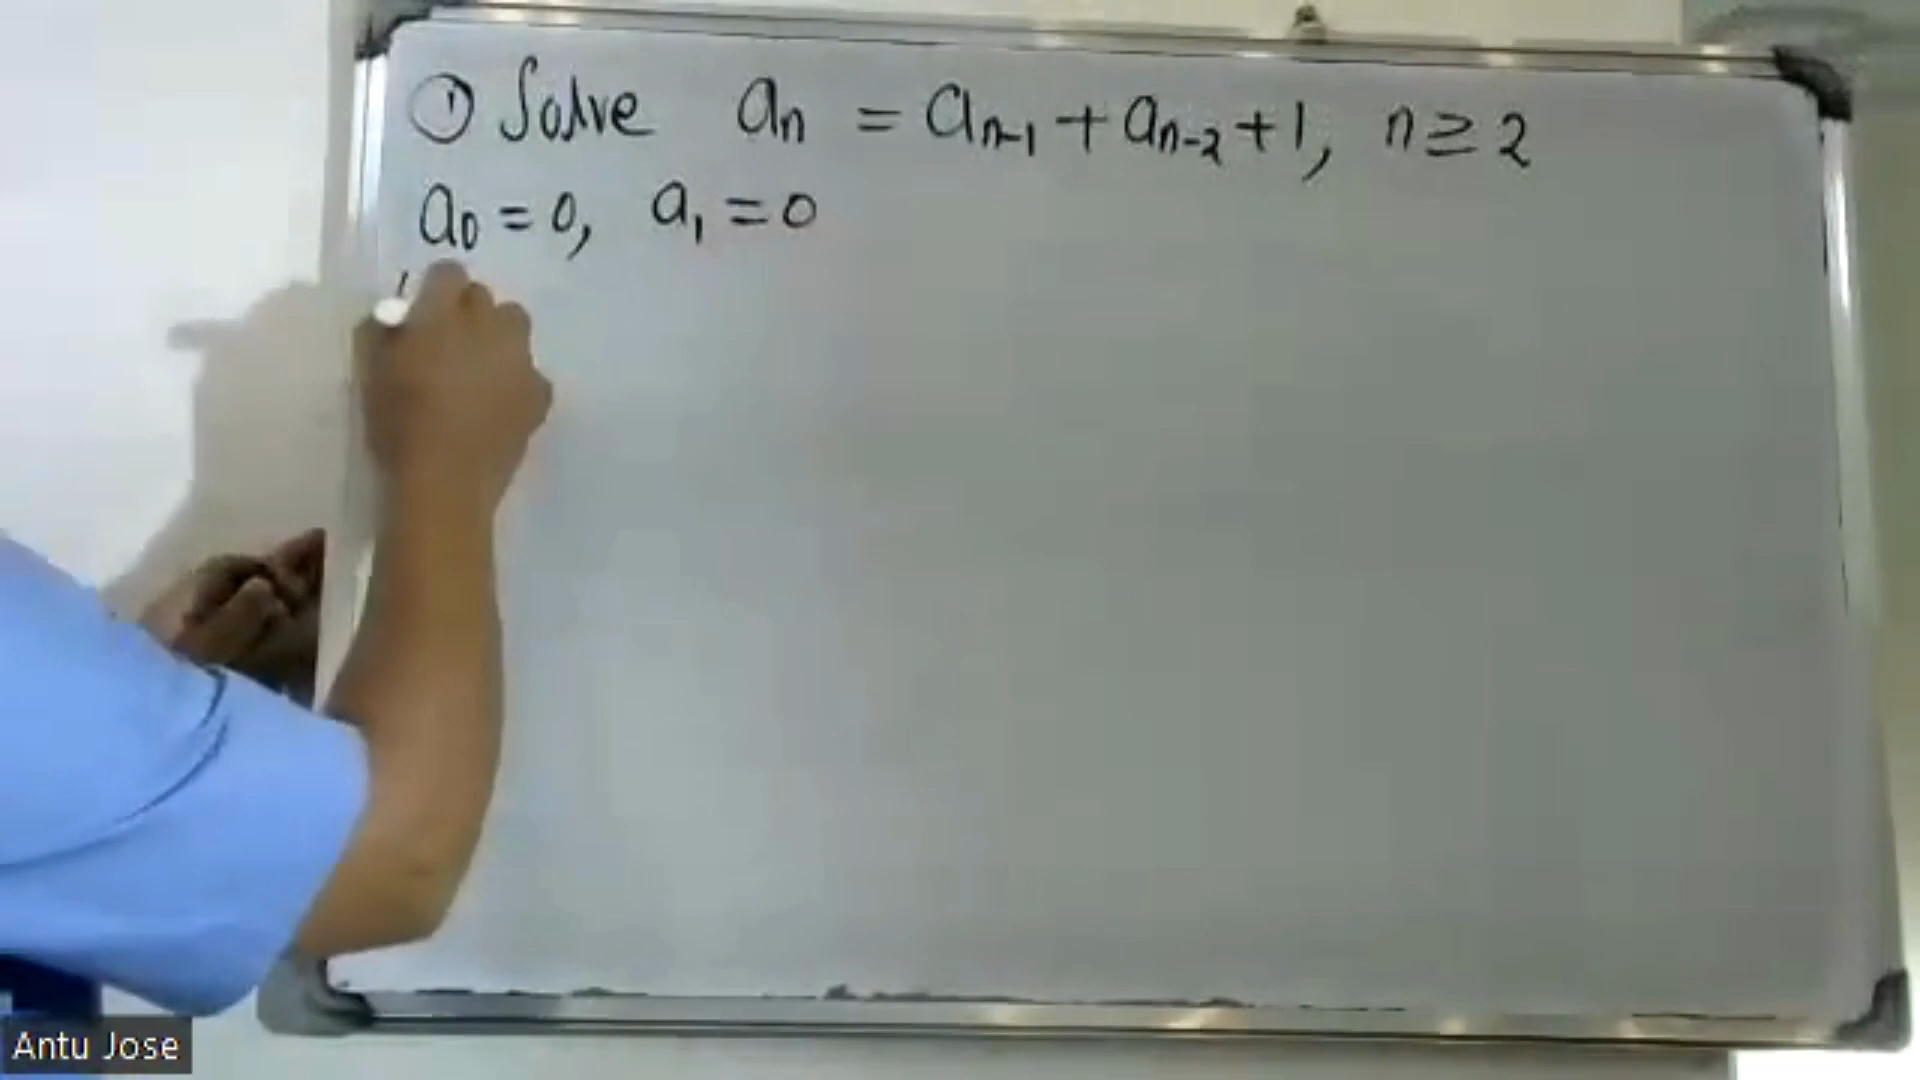 ① Solve aₙ = aₙ₋₁ + aₙ₋₂ + 1, n ≥ 2
a₀ = 0, a₁ = 0
Antu Jose